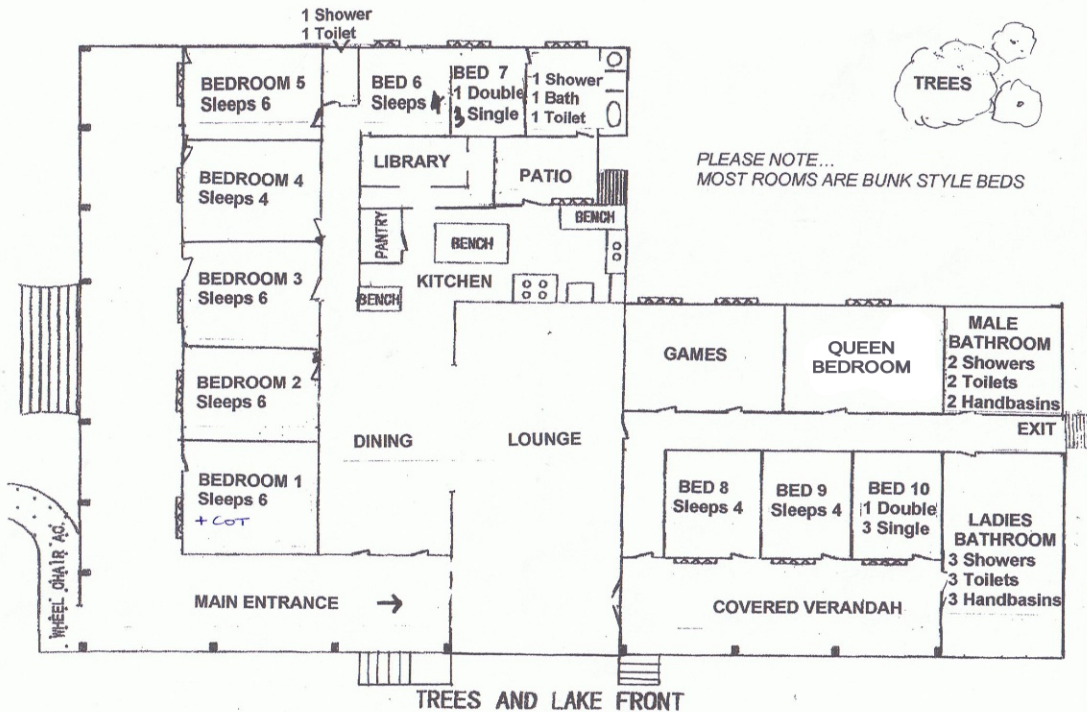 1 Shower
1 Toilet
BEDROOM 5
Sleeps 6
BED 6
Sleeps 4
BED 7
1 Double
3 Single
1 Shower
1 Bath
1 Toilet
TREES
LIBRARY
PATIO
PLEASE NOTE...
MOST ROOMS ARE BUNK STYLE BEDS
BEDROOM 4
Sleeps 4
PANTRY
BENCH
BENCH
KITCHEN
BENCH
BEDROOM 3
Sleeps 6
GAMES
QUEEN
BEDROOM
MALE
BATHROOM
2 Showers
2 Toilets
2 Handbasins
BEDROOM 2
Sleeps 6
DINING
LOUNGE
EXIT
BEDROOM 1
Sleeps 6
+ COT
BED 8
Sleeps 4
BED 9
Sleeps 4
BED 10
1 Double
3 Single
LADIES
BATHROOM
3 Showers
3 Toilets
3 Handbasins
WHEEL CHAIR AC.
MAIN ENTRANCE →
COVERED VERANDAH
TREES AND LAKE FRONT